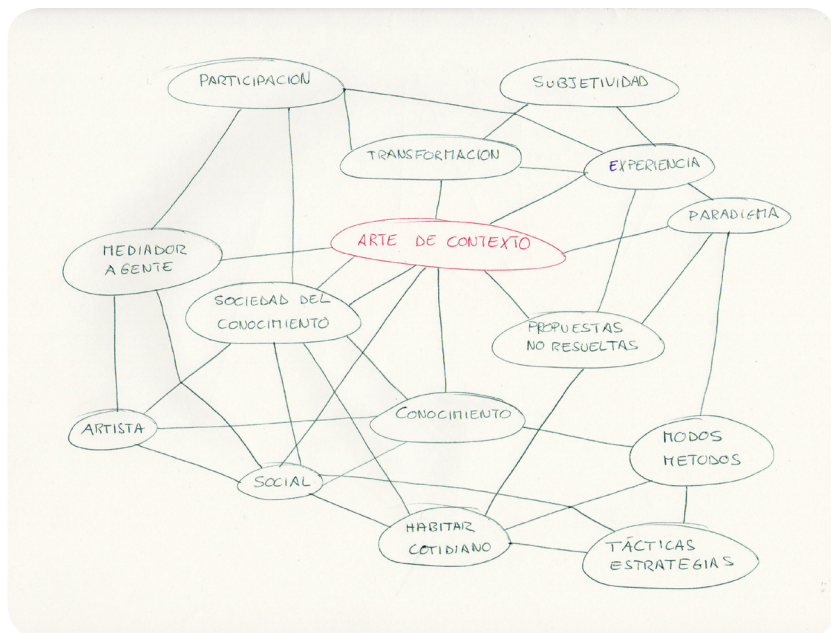 PARTICIPACION
SUBJETIVIDAD
TRANSFORMACION
EXPERIENCIA
PARADIGMA
ARTE DE CONTEXTO
MEDIADOR
AGENTE
SOCIEDAD DEL
CONOCIMIENTO
PROPUESTAS
NO RESUELTAS
ARTISTA
CONOCIMIENTO
MODOS
METODOS
SOCIAL
HABITAR
COTIDIANO
TÁCTICAS
ESTRATEGIAS